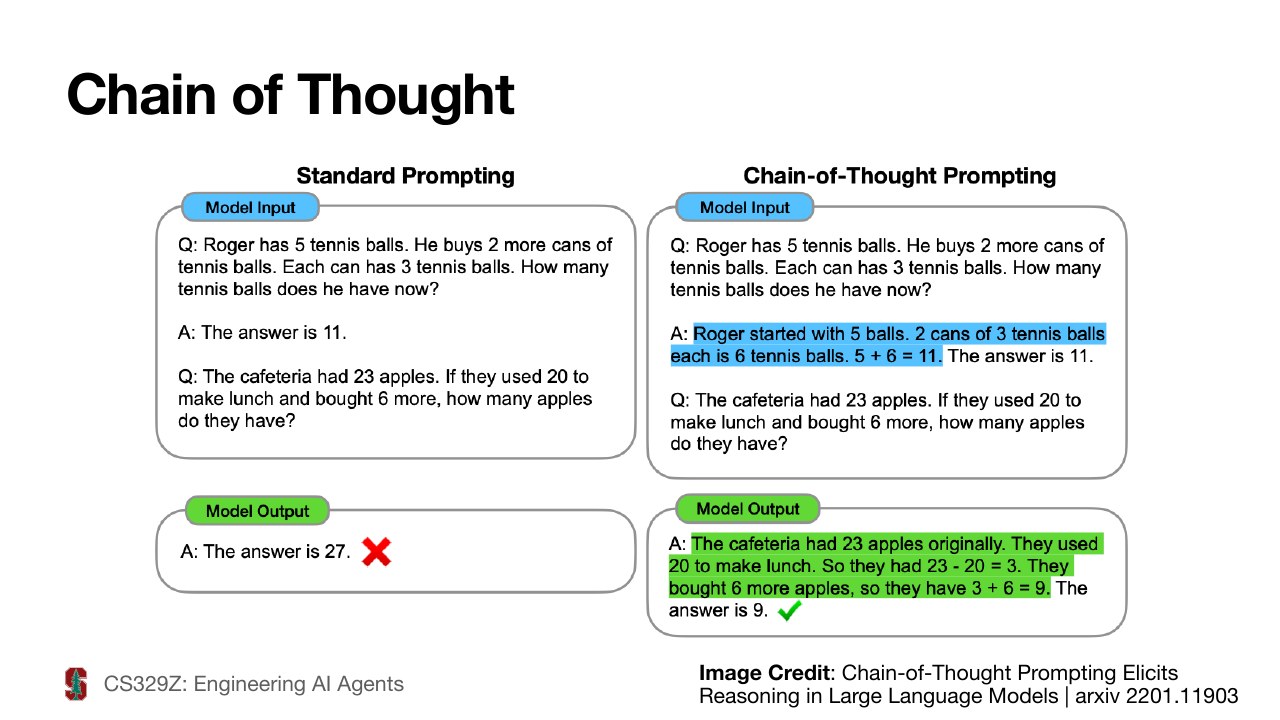 Chain of Thought
Standard Prompting
Model Input
Q: Roger has 5 tennis balls. He buys 2 more cans of
tennis balls. Each can has 3 tennis balls. How many
tennis balls does he have now?
A: The answer is 11.
Q: The cafeteria had 23 apples. If they used 20 to
make lunch and bought 6 more, how many apples
do they have?
Model Output
A: The answer is 27.
Chain-of-Thought Prompting
Model Input
Q: Roger has 5 tennis balls. He buys 2 more cans of
tennis balls. Each can has 3 tennis balls. How many
tennis balls does he have now?
A: Roger started with 5 balls. 2 cans of 3 tennis balls
each is 6 tennis balls. 5 + 6 = 11. The answer is 11.
Q: The cafeteria had 23 apples. If they used 20 to
make lunch and bought 6 more, how many apples
do they have?
Model Output
A: The cafeteria had 23 apples originally. They used
20 to make lunch. So they had 23 - 20 = 3. They
bought 6 more apples, so they have 3 + 6 = 9. The
answer is 9.
CS329Z: Engineering AI Agents
Image Credit: Chain-of-Thought Prompting Elicits
Reasoning in Large Language Models | arxiv 2201.11903